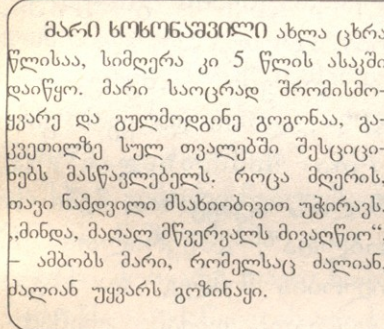 მარი ხოხონაშვილი ახლა ცხრა
წლისაა, სიმღერა კი 5 წლის ასაკში
დაიწყო. მარი საოცრად შრომისმო-
ყვარე და გულმოდგინე გოგონაა, გა-
კვეთილზე სულ თვალებში შესციცი-
ნებს მასწავლებელს. როცა მღერის,
თავი ნამდვილი მსახიობივით უჭირავს.
,,მინდა, მაღალ მწვერვალს მივაღწიო“
– ამბობს მარი, რომელსაც ძალიან,
ძალიან უყვარს გოზინაყი.